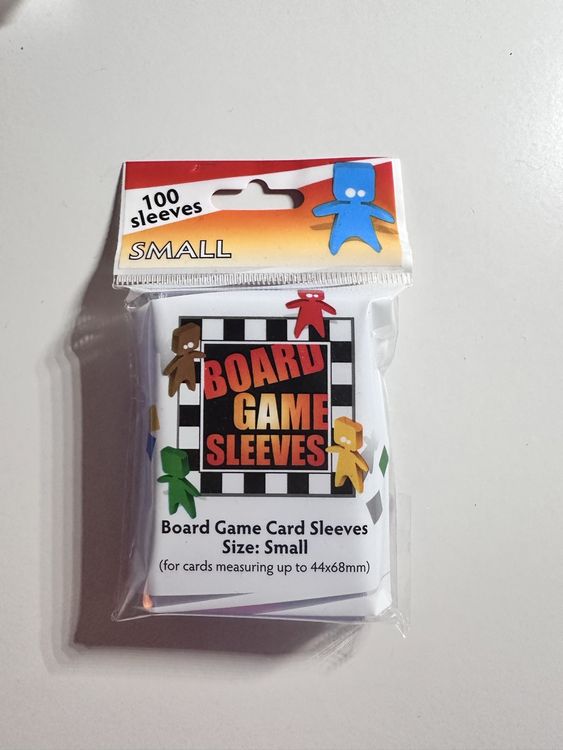 100
sleeves
SMALL
BOARD
GAME
SLEEVES
Board Game Card Sleeves
Size: Small
(for cards measuring up to 44x68mm)